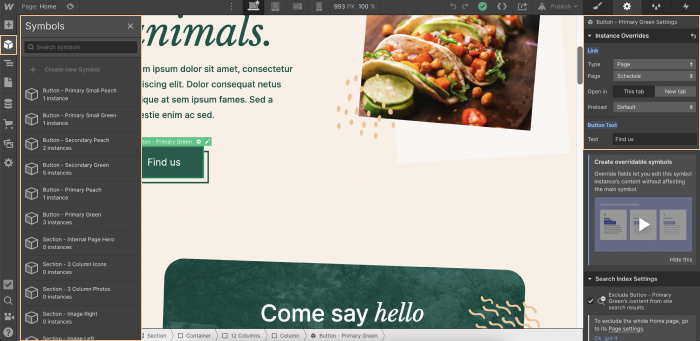 Page: Home
993 PX 100 %
Publish
Symbols
Search symbols
Create new Symbol
Button - Primary Small Peach
1 instance
Button - Primary Small Green
1 instance
Button - Secondary Peach
2 instances
Button - Secondary Green
5 instances
Button - Primary Peach
1 instance
Button - Primary Green
3 instances
Section - Internal Page Hero
0 instances
Section - 3 Column Icons
0 instances
Section - 3 Column Photos
0 instances
Section - Image Right
0 instances
Section - Image Left
animals.
m ipsum dolor sit amet, consectetur
iscing elit. Dolor consequat netus
ique at sem ipsum fames. Sed a
estie enim ac sed.
ton - Primary Green
Find us
Come say hello
Section
Container
12 Columns
Column
Button - Primary Green
Button - Primary Green Settings
Instance Overrides
Link
Type Page
Page Schedule
Open in This tab New tab
Preload Default
Button Text
Text Find us
Create overridable symbols
Override fields let you edit this symbol
instance's content without affecting
the main symbol.
Hide this
Search Index Settings
Exclude Button - Primary
Green's content from site
search results
To exclude the whole Home page, go
to its Page settings.
Ok, got it